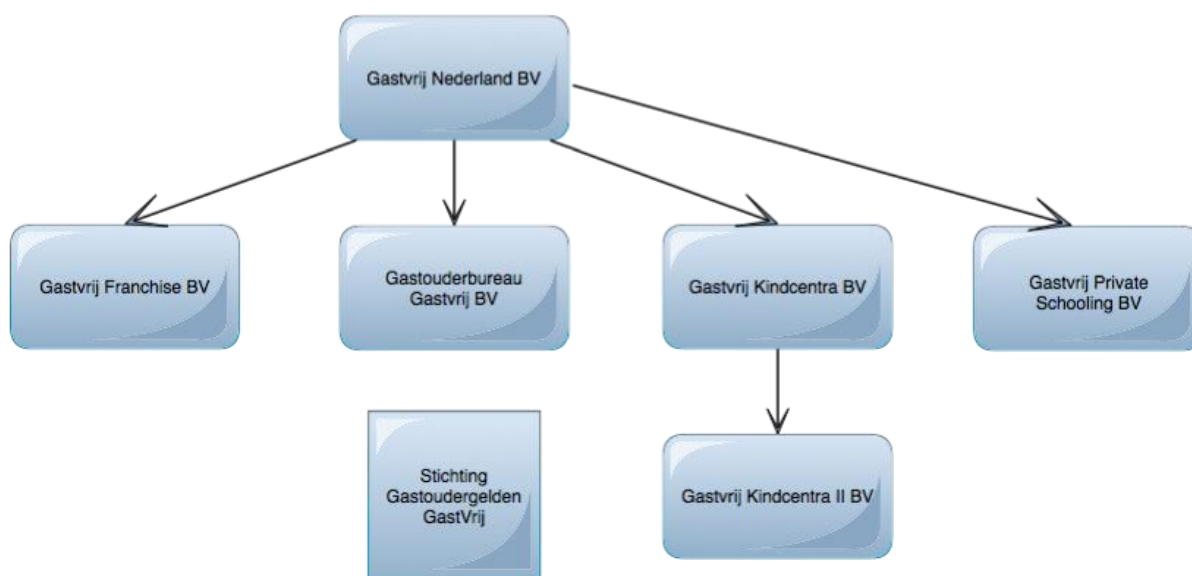 Gastvrij Nederland BV
Gastvrij Franchise BV
Gastouderbureau
Gastvrij BV
Gastvrij Kindcentra BV
Gastvrij Private
Schooling BV
Stichting
Gastoudergelden
GastVrij
Gastvrij Kindcentra II BV